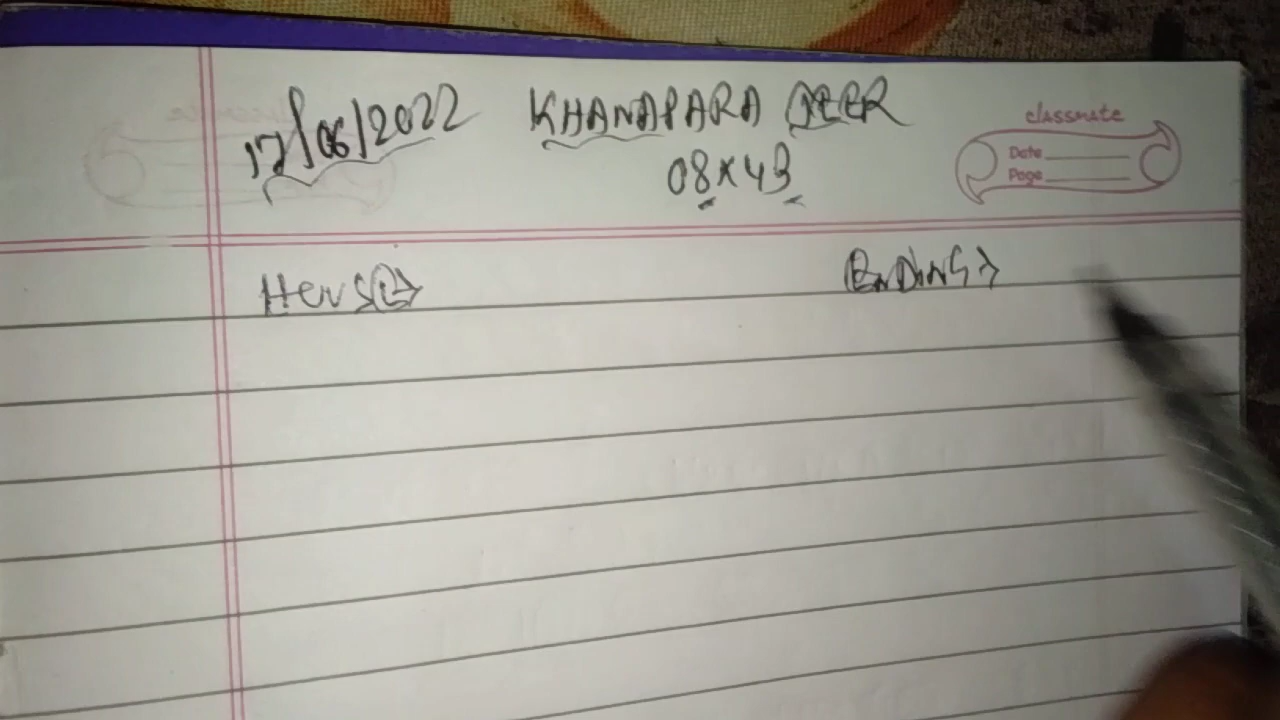 17/06/2022 KHANAPARA TEER
08x43
classmate
Date
Page
House→
ENDING→